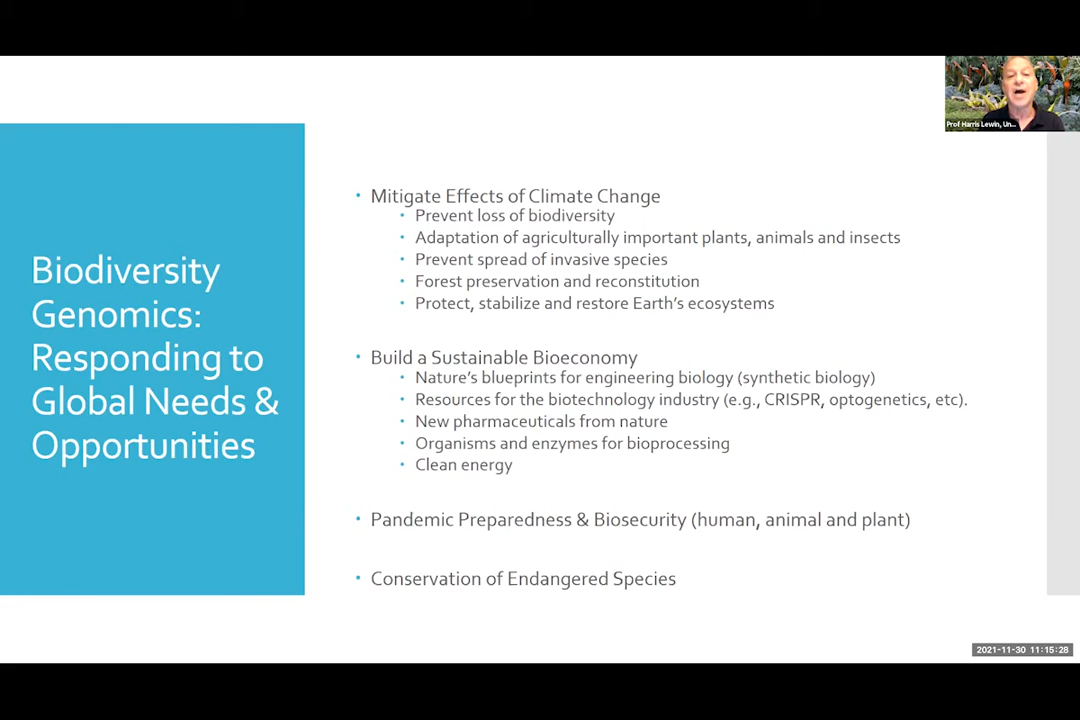 Prof Harris Lewin, Un...
Biodiversity
Genomics:
Responding to
Global Needs &
Opportunities
• Mitigate Effects of Climate Change
• Prevent loss of biodiversity
• Adaptation of agriculturally important plants, animals and insects
• Prevent spread of invasive species
• Forest preservation and reconstitution
• Protect, stabilize and restore Earth's ecosystems
• Build a Sustainable Bioeconomy
• Nature's blueprints for engineering biology (synthetic biology)
• Resources for the biotechnology industry (e.g., CRISPR, optogenetics, etc).
• New pharmaceuticals from nature
• Organisms and enzymes for bioprocessing
• Clean energy
• Pandemic Preparedness & Biosecurity (human, animal and plant)
• Conservation of Endangered Species
2021-11-30 11:15:28